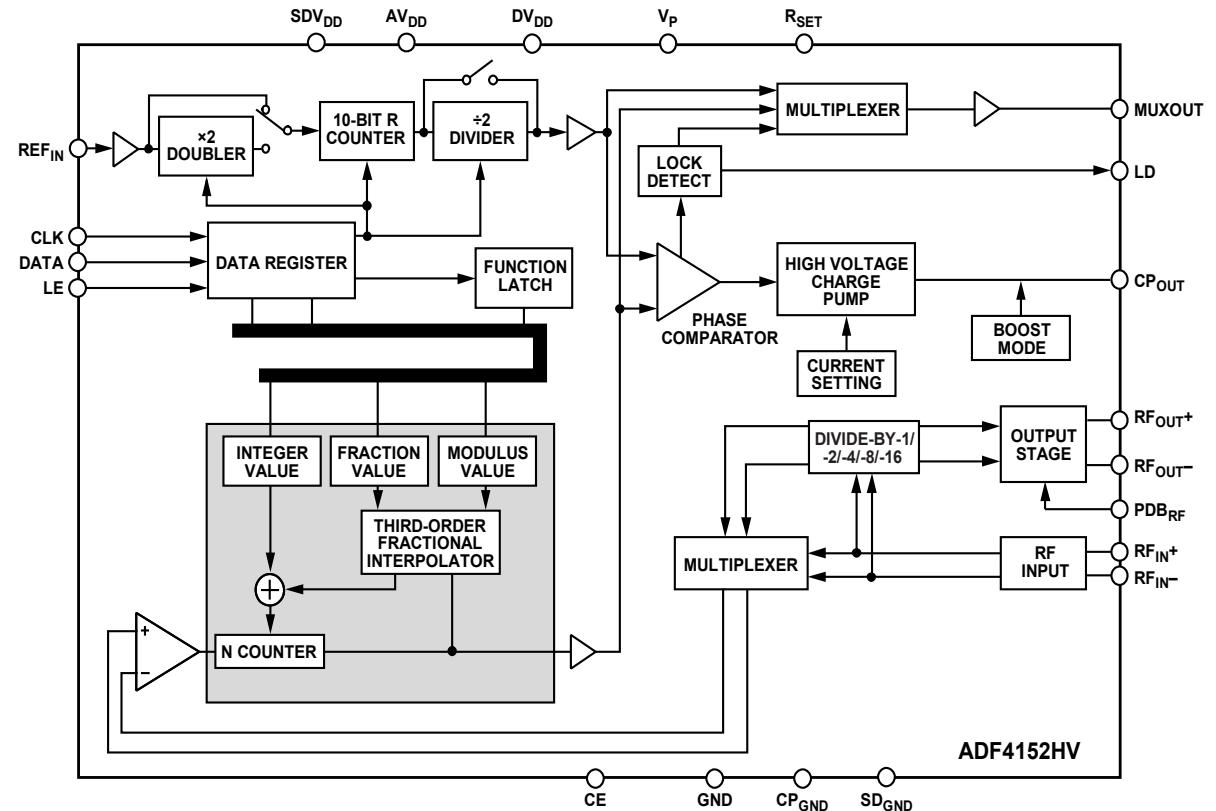 SDVDD
AVDD
DVDD
VP
RSET
REFIN
×2
DOUBLER
10-BIT R
COUNTER
÷2
DIVIDER
MULTIPLEXER
MUXOUT
LOCK
DETECT
LD
CLK
DATA
LE
DATA REGISTER
FUNCTION
LATCH
PHASE
COMPARATOR
HIGH VOLTAGE
CHARGE
PUMP
CPOUT
CURRENT
SETTING
BOOST
MODE
INTEGER
VALUE
FRACTION
VALUE
MODULUS
VALUE
THIRD-ORDER
FRACTIONAL
INTERPOLATOR
+
N COUNTER
+
−
DIVIDE-BY-1/
-2/-4/-8/-16
OUTPUT
STAGE
RFOUT+
RFOUT−
PDBRF
MULTIPLEXER
RF
INPUT
RFIN+
RFIN−
ADF4152HV
CE
GND
CPGND
SDGND